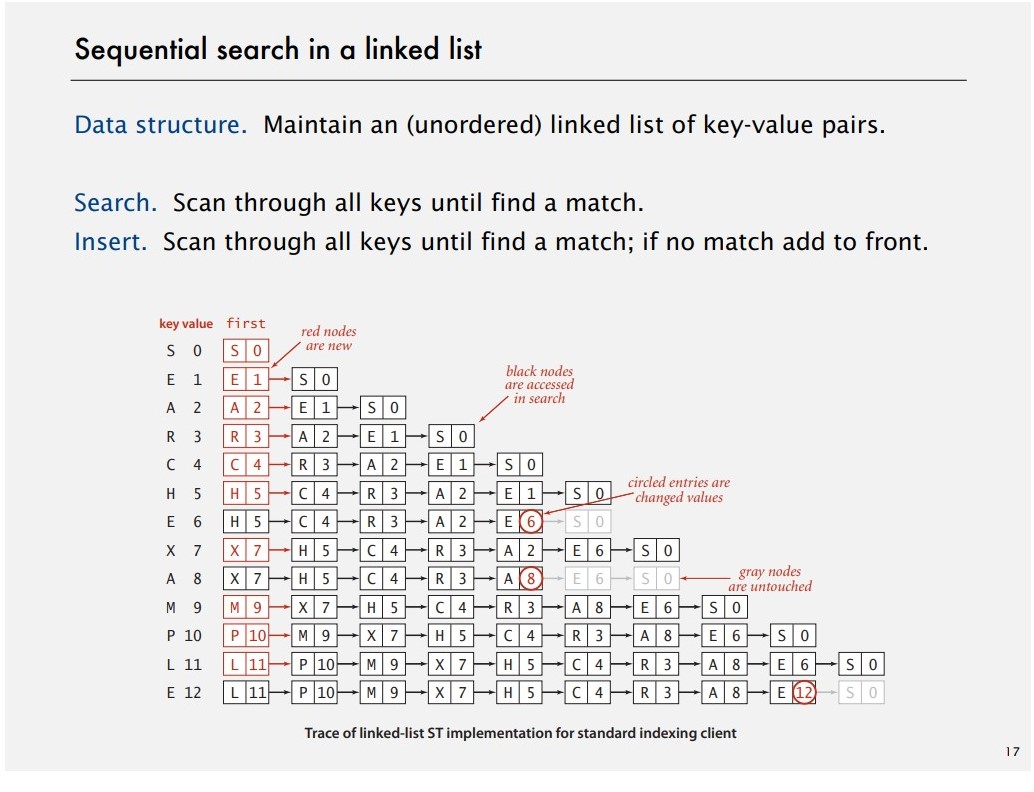 Sequential search in a linked list
Data structure. Maintain an (unordered) linked list of key-value pairs.
Search. Scan through all keys until find a match.
Insert. Scan through all keys until find a match; if no match add to front.
key value first
red nodes
are new
black nodes
are accessed
in search
circled entries are
changed values
gray nodes
are untouched
S 0 S 0
E 1 E 1 S 0
A 2 A 2 E 1 S 0
R 3 R 3 A 2 E 1 S 0
C 4 C 4 R 3 A 2 E 1 S 0
H 5 H 5 C 4 R 3 A 2 E 1 S 0
E 6 H 5 C 4 R 3 A 2 E 6 S 0
X 7 X 7 H 5 C 4 R 3 A 2 E 6 S 0
A 8 X 7 H 5 C 4 R 3 A 8 E 6 S 0
M 9 M 9 X 7 H 5 C 4 R 3 A 8 E 6 S 0
P 10 P 10 M 9 X 7 H 5 C 4 R 3 A 8 E 6 S 0
L 11 L 11 P 10 M 9 X 7 H 5 C 4 R 3 A 8 E 6 S 0
E 12 L 11 P 10 M 9 X 7 H 5 C 4 R 3 A 8 E 12 S 0
Trace of linked-list ST implementation for standard indexing client
17